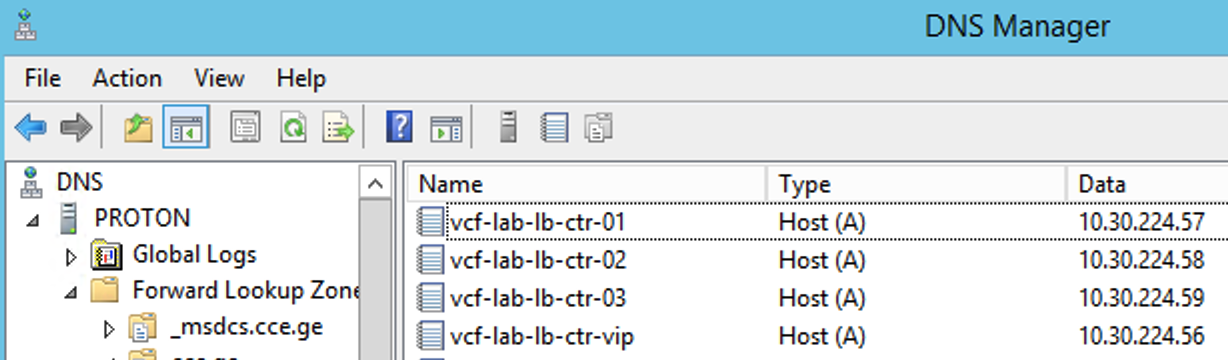 DNS Manager
File Action View Help
DNS
PROTON
Global Logs
Forward Lookup Zone
_msdcs.cce.ge
Name Type Data
vcf-lab-lb-ctr-01 Host (A) 10.30.224.57
vcf-lab-lb-ctr-02 Host (A) 10.30.224.58
vcf-lab-lb-ctr-03 Host (A) 10.30.224.59
vcf-lab-lb-ctr-vip Host (A) 10.30.224.56